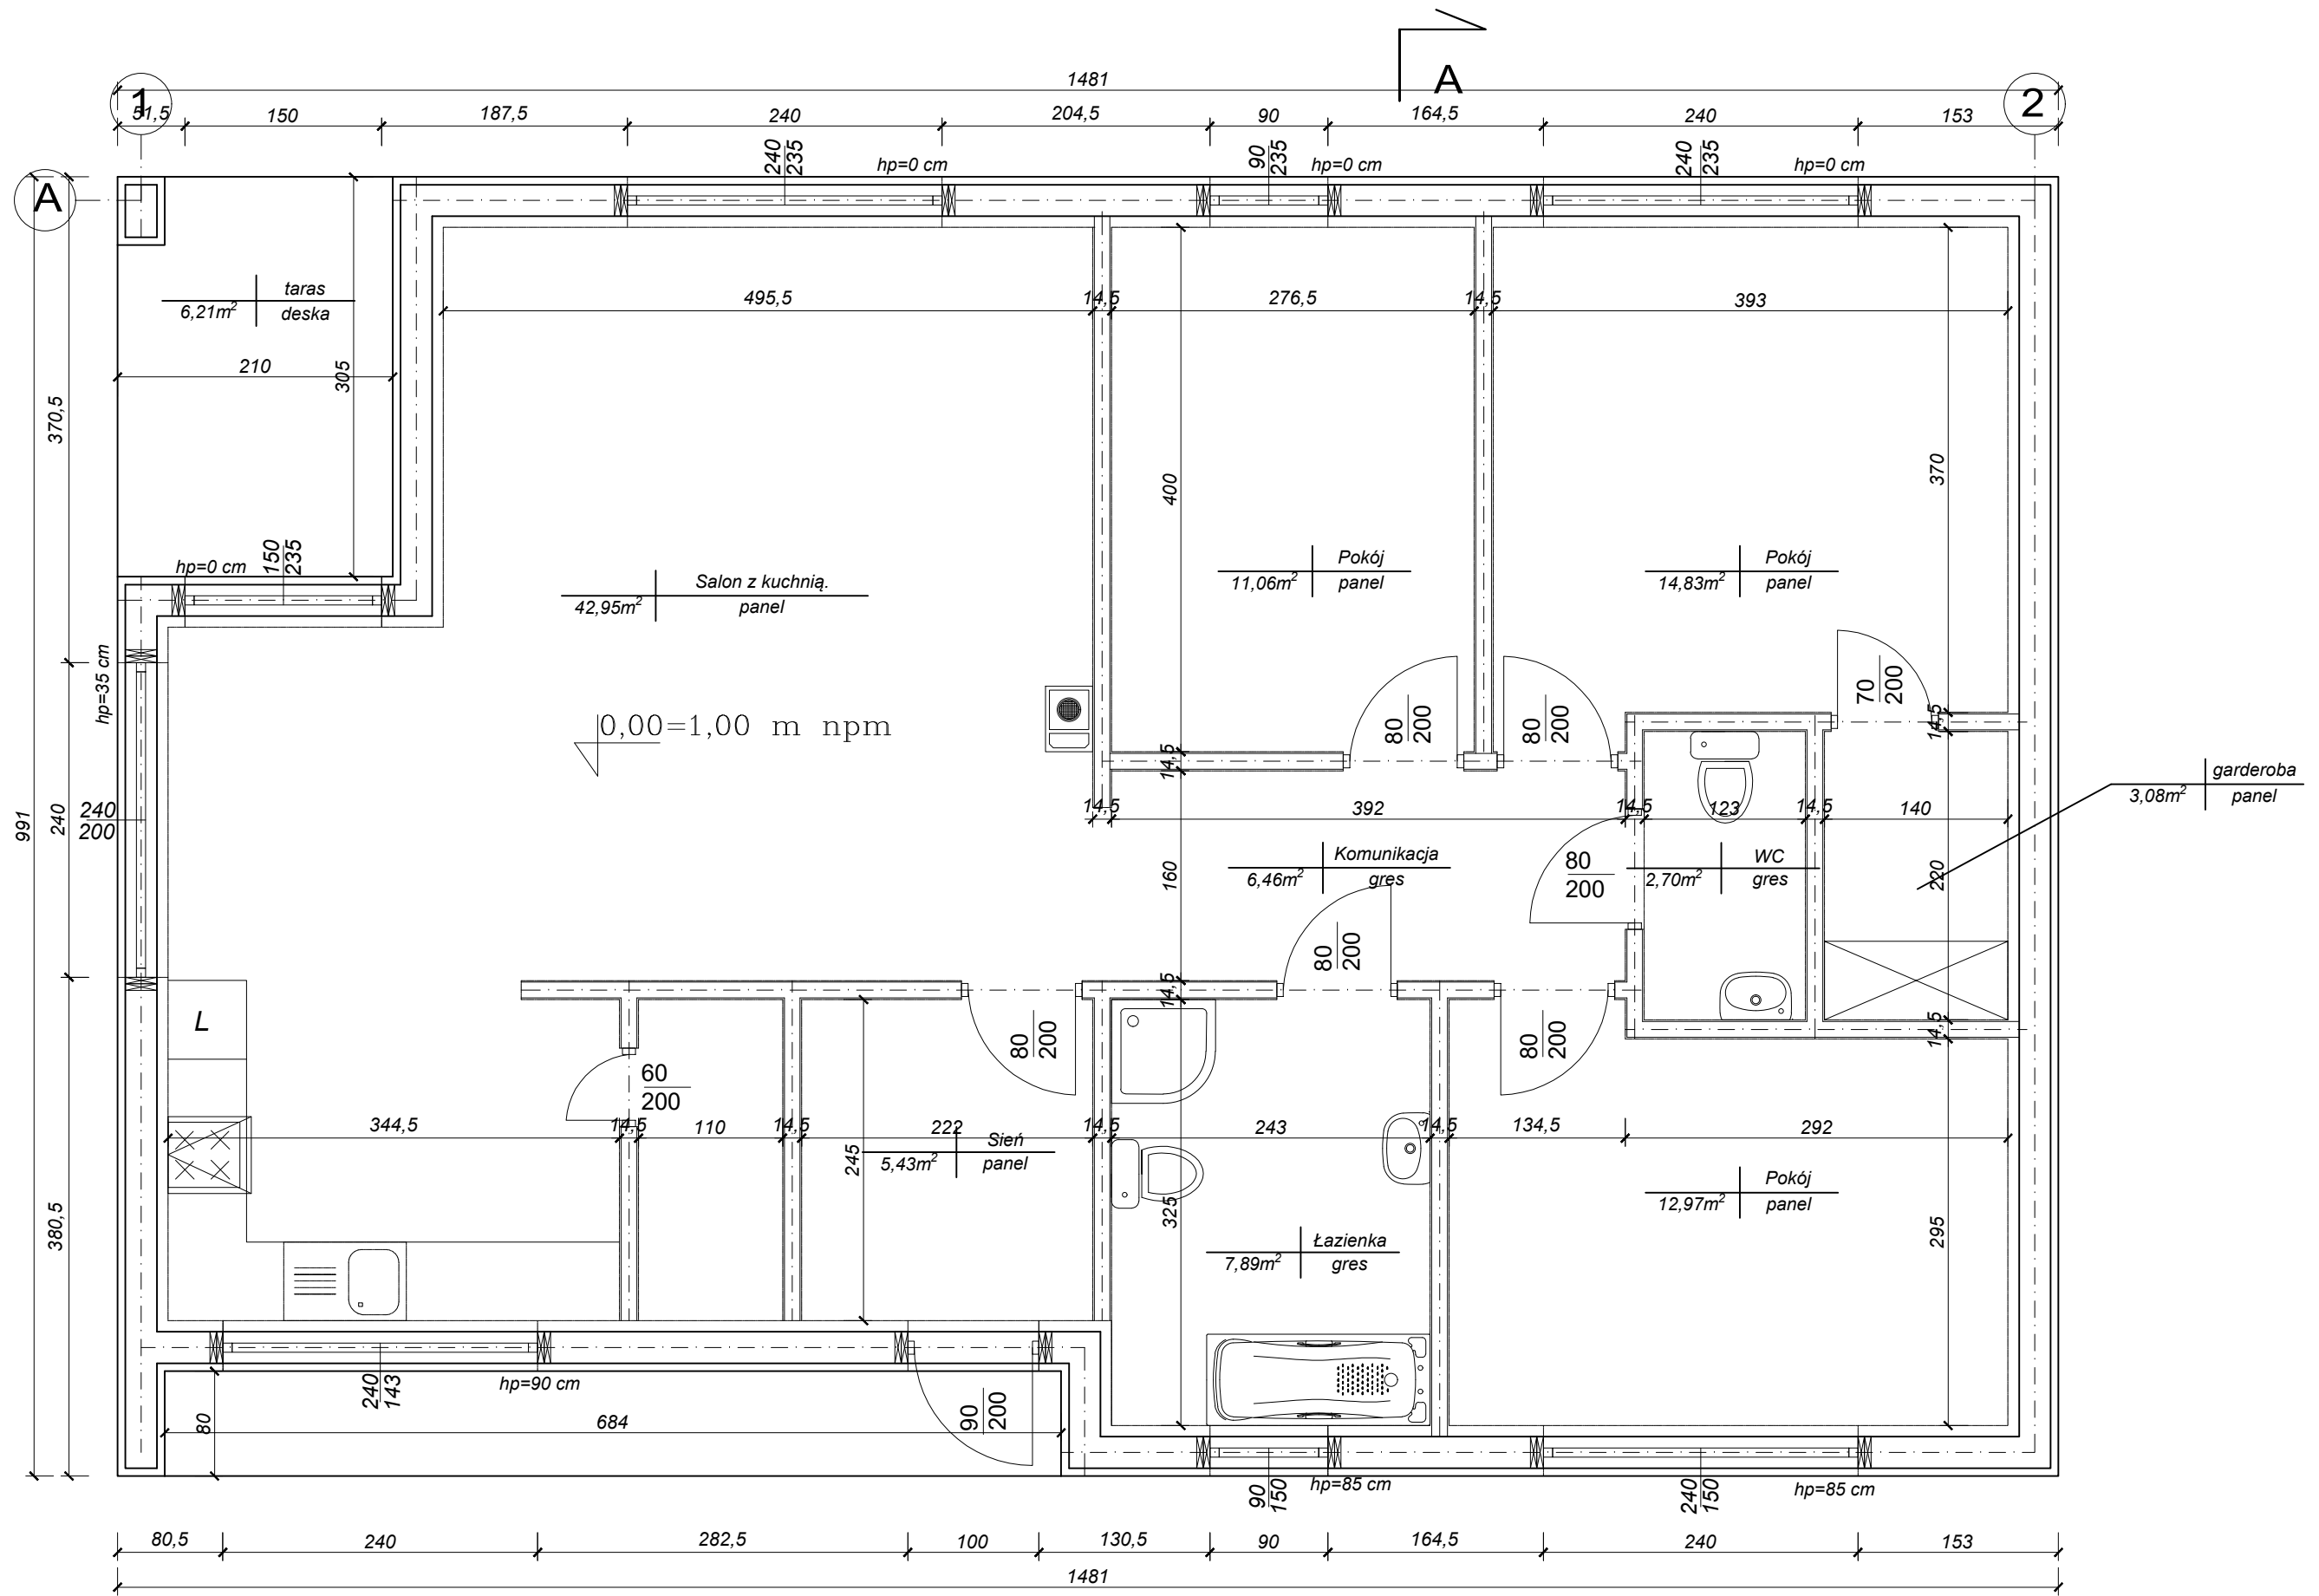 A
1481
1
2
51,5 150 187,5 240 204,5 90 164,5 240 153
240
235
hp=0 cm
90
235
hp=0 cm
240
235
hp=0 cm
A
taras
6,21m²
deska
210
305
495,5 14,5 276,5 14,5 393
370,5
991
240
380,5
400
370
hp=0 cm
150
235
Salon z kuchnią.
42,95m²
panel
Pokój
11,06m²
panel
Pokój
14,83m²
panel
hp=35 cm
240
200
0,00=1,00 m npm
80
200
80
200
70
200
14,5
14,5
garderoba
3,08m²
panel
14,5 392 14,5 123 14,5 140
160
220
Komunikacja
6,46m²
gres
80
200
WC
2,70m²
gres
80
200
14,5
14,5
L
80
200
80
200
60
200
344,5 14,5 110 14,5 222 14,5 243 14,5 134,5 292
245
Sień
5,43m²
panel
325
Pokój
12,97m²
panel
295
Łazienka
7,89m²
gres
240
143
hp=90 cm
80
684
90
200
90
150
hp=85 cm
240
150
hp=85 cm
80,5 240 282,5 100 130,5 90 164,5 240 153
1481